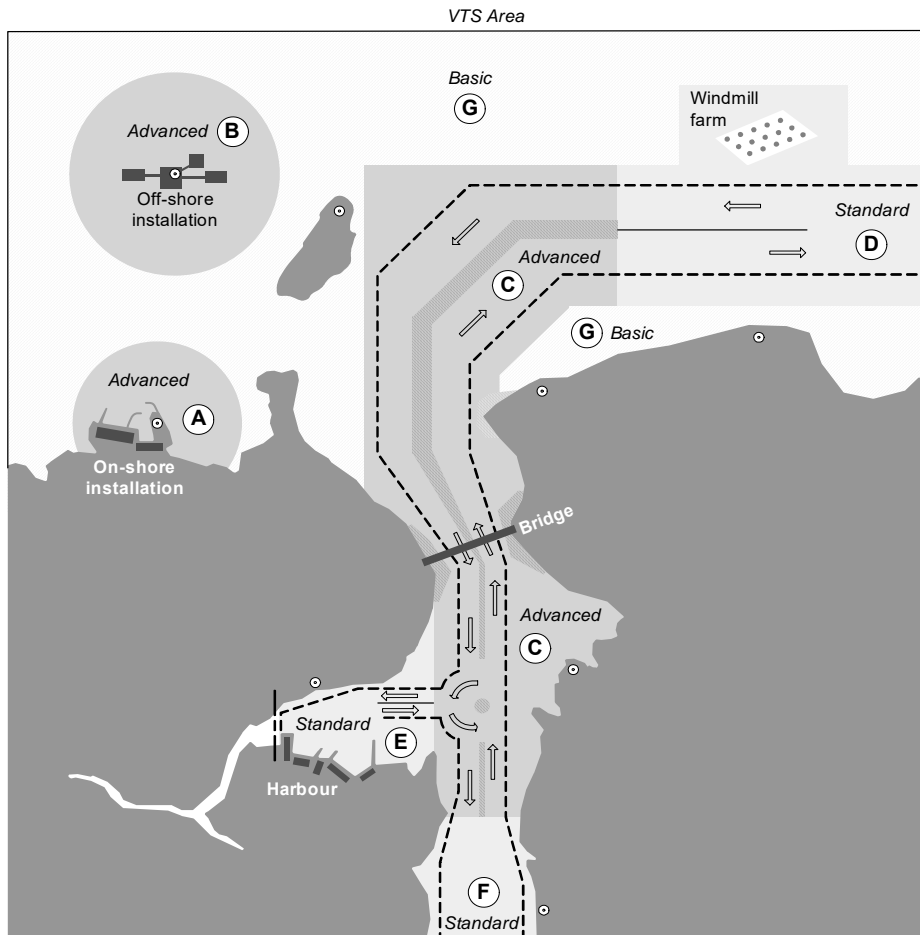 VTS Area
Basic
G
Windmill
farm
Advanced B
Off-shore
installation
Standard
D
Advanced
C
G Basic
Advanced
A
On-shore
installation
Bridge
Advanced
C
Standard
E
Harbour
F
Standard